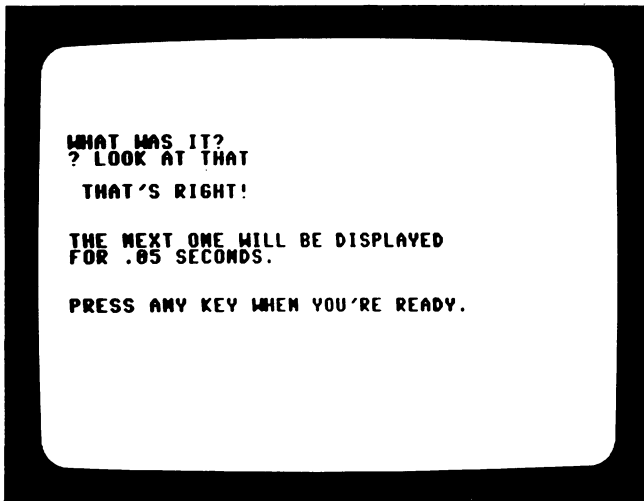 WHAT WAS IT?
? LOOK AT THAT
THAT'S RIGHT!
THE NEXT ONE WILL BE DISPLAYED
FOR .05 SECONDS.
PRESS ANY KEY WHEN YOU'RE READY.